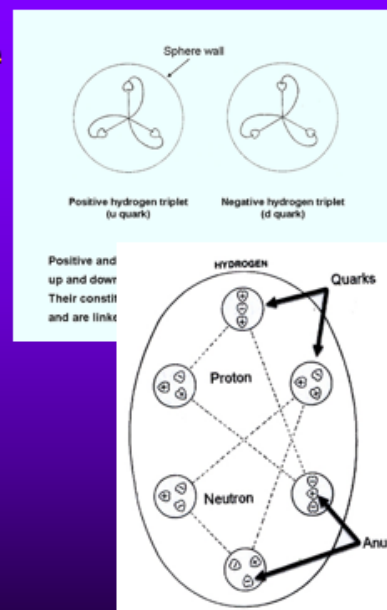 Sphere wall
Positive hydrogen triplet
(u quark)
Negative hydrogen triplet
(d quark)
Positive and
up and down
Their constit
and are linke
HYDROGEN
Quarks
Proton
Neutron
Anu